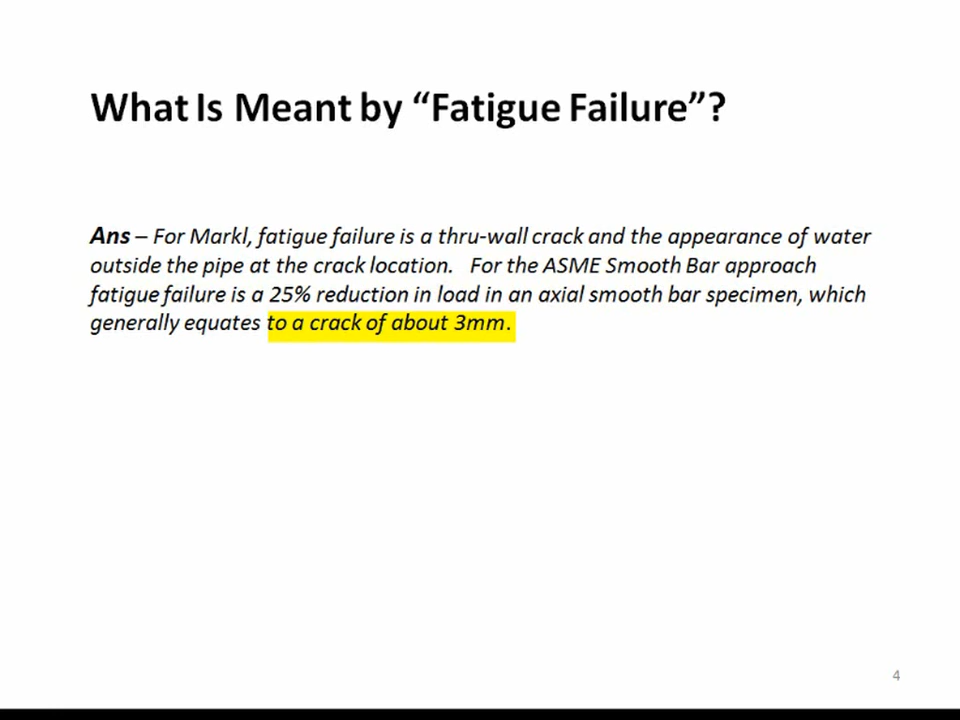 What Is Meant by “Fatigue Failure”?
Ans – For Markl, fatigue failure is a thru-wall crack and the appearance of water
outside the pipe at the crack location.   For the ASME Smooth Bar approach
fatigue failure is a 25% reduction in load in an axial smooth bar specimen, which
generally equates to a crack of about 3mm.
4